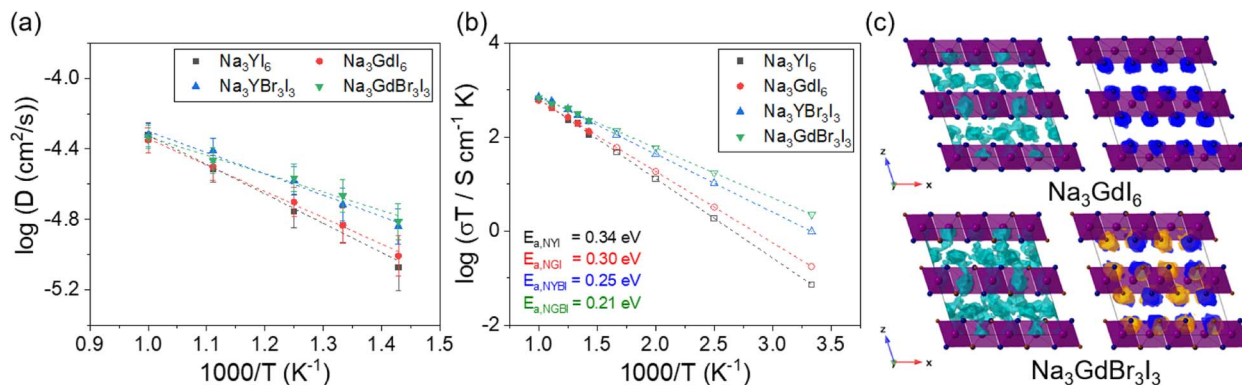 (a)
-4.0
-4.4
-4.8
-5.2
log (D (cm²/s))
Na₃YI₆
Na₃GdI₆
Na₃YBr₃I₃
Na₃GdBr₃I₃
0.9 1.0 1.1 1.2 1.3 1.4 1.5
1000/T (K⁻¹)
(b)
4
2
0
-2
log (σT / S cm⁻¹ K)
Na₃YI₆
Na₃GdI₆
Na₃YBr₃I₃
Na₃GdBr₃I₃
Eₐ,NYI = 0.34 eV
Eₐ,NGI = 0.30 eV
Eₐ,NYBI = 0.25 eV
Eₐ,NGBI = 0.21 eV
1.0 1.5 2.0 2.5 3.0 3.5
1000/T (K⁻¹)
(c)
z
y
x
z
y
x
Na₃GdI₆
z
y
x
z
y
x
Na₃GdBr₃I₃